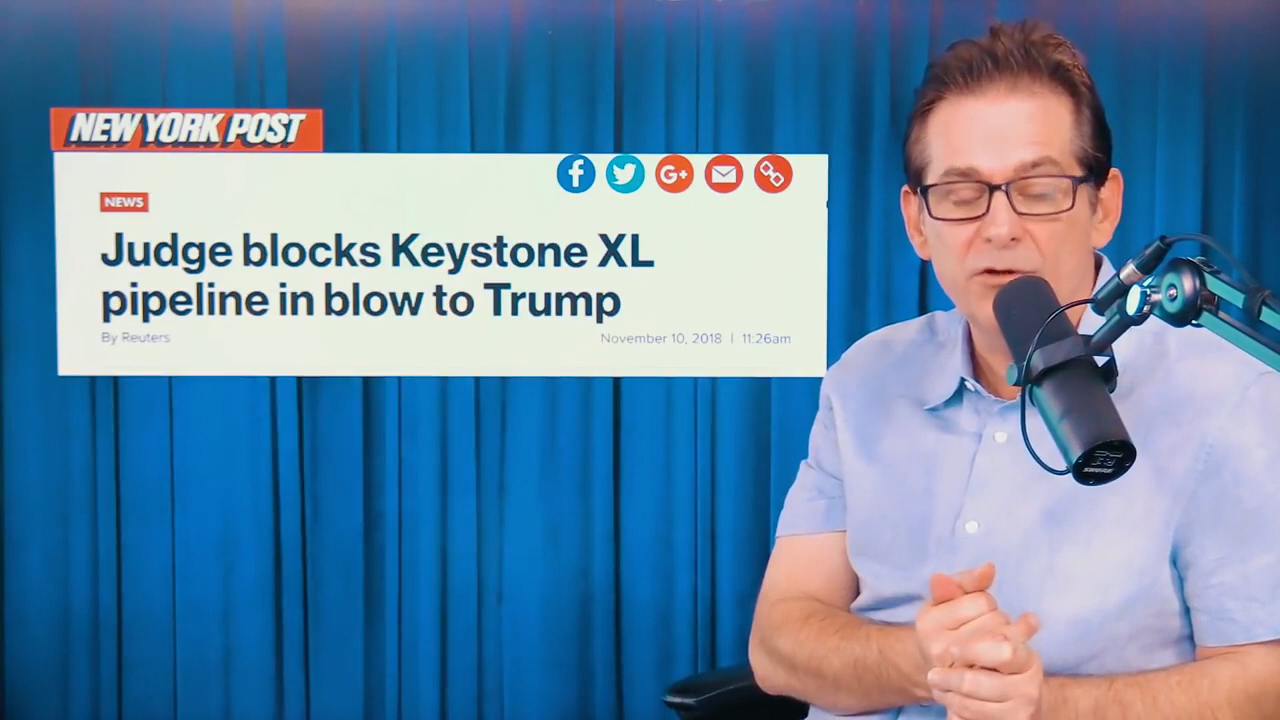 NEW YORK POST
NEWS
Judge blocks Keystone XL
pipeline in blow to Trump
By Reuters
November 10, 2018 | 11:26am
SHURE